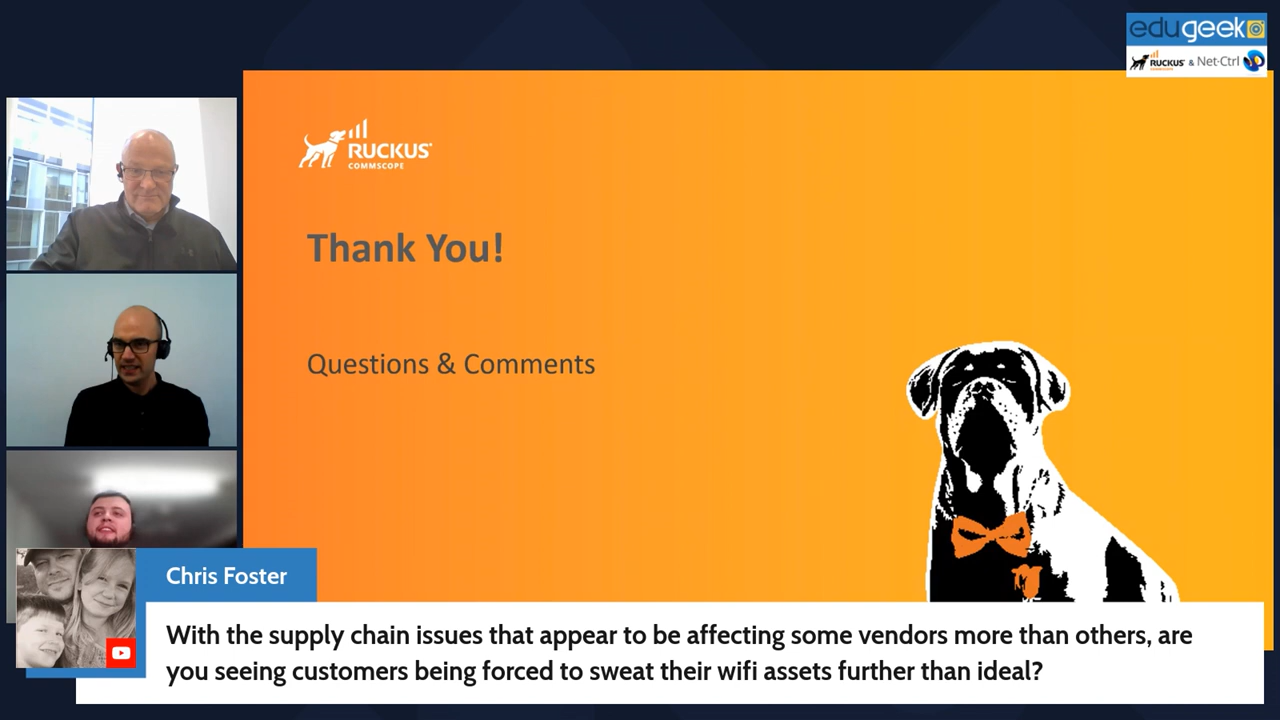 edugeek
RUCKUS & Net-Ctrl
COMMSCOPE
RUCKUS
COMMSCOPE
Thank You!
Questions & Comments
Chris Foster
With the supply chain issues that appear to be affecting some vendors more than others, are
you seeing customers being forced to sweat their wifi assets further than ideal?